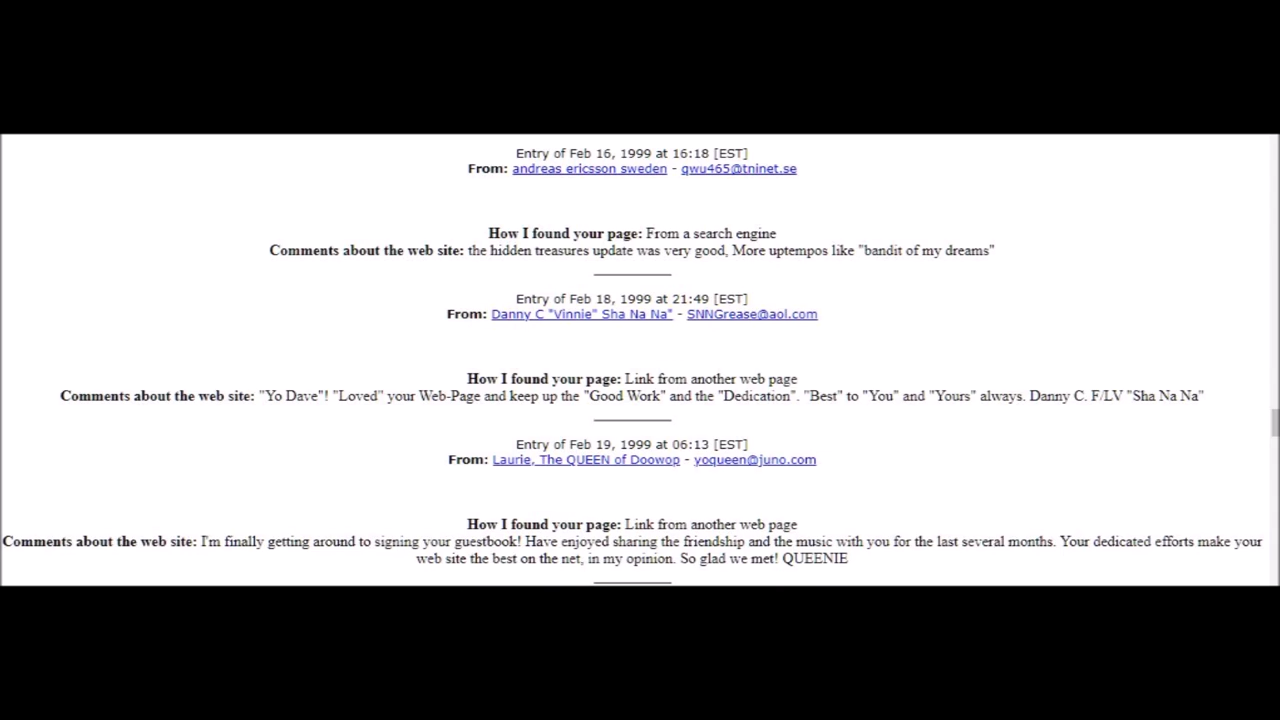 Entry of Feb 16, 1999 at 16:18 [EST]
From: andreas ericsson sweden - qwu465@tninet.se
How I found your page: From a search engine
Comments about the web site: the hidden treasures update was very good, More uptempos like "bandit of my dreams"
Entry of Feb 18, 1999 at 21:49 [EST]
From: Danny C "Vinnie" Sha Na Na" - SNNGrease@aol.com
How I found your page: Link from another web page
Comments about the web site: "Yo Dave"! "Loved" your Web-Page and keep up the "Good Work" and the "Dedication". "Best" to "You" and "Yours" always. Danny C. F/LV "Sha Na Na"
Entry of Feb 19, 1999 at 06:13 [EST]
From: Laurie, The QUEEN of Doowop - yoqueen@juno.com
How I found your page: Link from another web page
Comments about the web site: I'm finally getting around to signing your guestbook! Have enjoyed sharing the friendship and the music with you for the last several months. Your dedicated efforts make your
web site the best on the net, in my opinion. So glad we met! QUEENIE